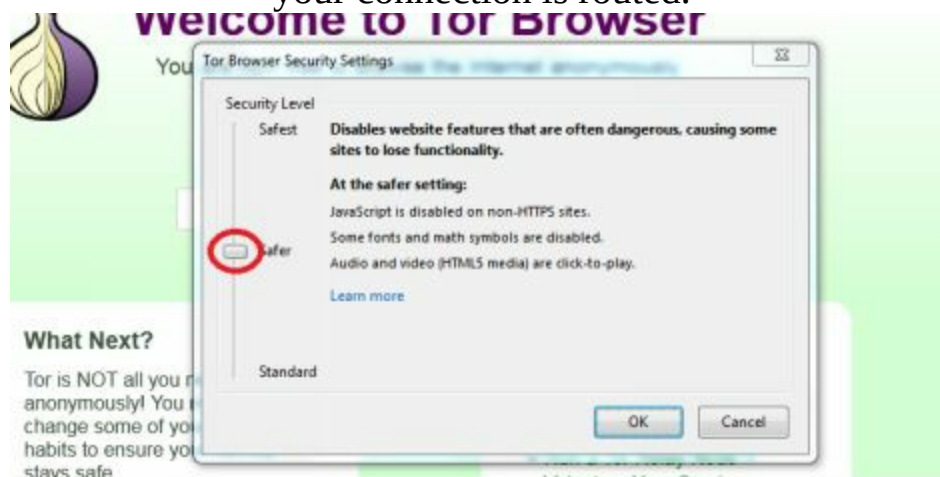 your connection is routed.
Welcome to Tor Browser
You
Tor Browser Security Settings
Security Level
Safest
Disables website features that are often dangerous, causing some
sites to lose functionality.
At the safer setting:
JavaScript is disabled on non-HTTPS sites.
Safer
Some fonts and math symbols are disabled.
Audio and video (HTML5 media) are click-to-play.
Learn more
Standard
OK
Cancel
What Next?
Tor is NOT all you
anonymously! You
change some of
habits to ensure
stays safe